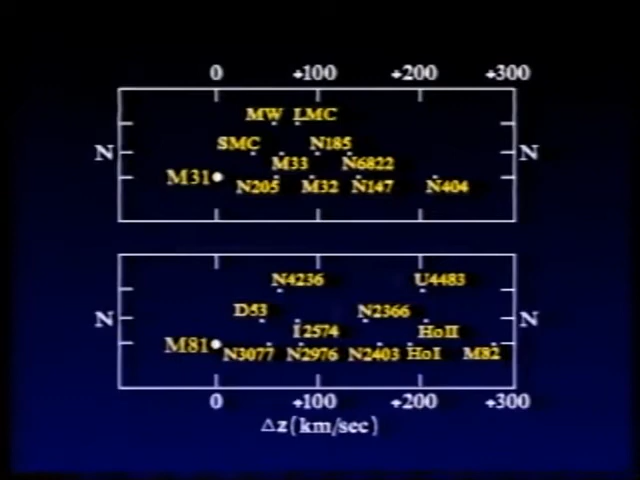 0 +100 +200 +300
MW LMC
SMC N185
N N
M33 N6822
M31
N205 M32 N147 N404
N4236 U4483
D53 N2366
N N
I2574 HoII
M81
N3077 N2976 N2403 HoI M82
0 +100 +200 +300
Δz(km/sec)